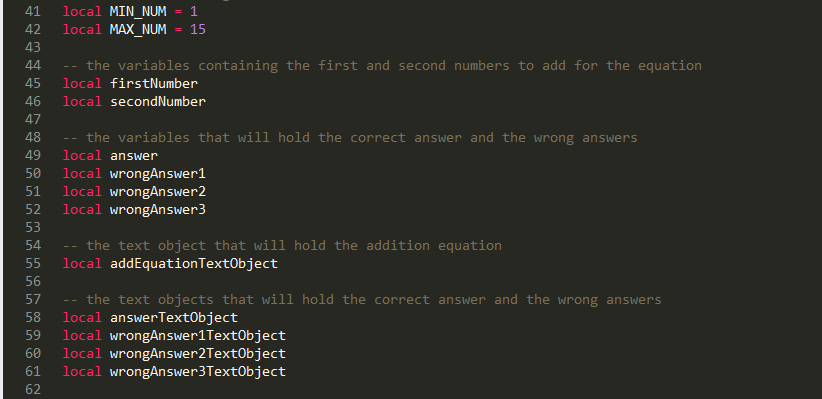 41 local MIN_NUM = 1
42 local MAX_NUM = 15
43
44 -- the variables containing the first and second numbers to add for the equation
45 local firstNumber
46 local secondNumber
47
48 -- the variables that will hold the correct answer and the wrong answers
49 local answer
50 local wrongAnswer1
51 local wrongAnswer2
52 local wrongAnswer3
53
54 -- the text object that will hold the addition equation
55 local addEquationTextObject
56
57 -- the text objects that will hold the correct answer and the wrong answers
58 local answerTextObject
59 local wrongAnswer1TextObject
60 local wrongAnswer2TextObject
61 local wrongAnswer3TextObject
62